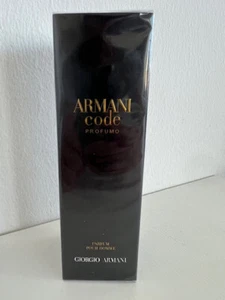 ARMANI
code
PROFUMO
PARFUM
POUR HOMME
GIORGIO ARMANI